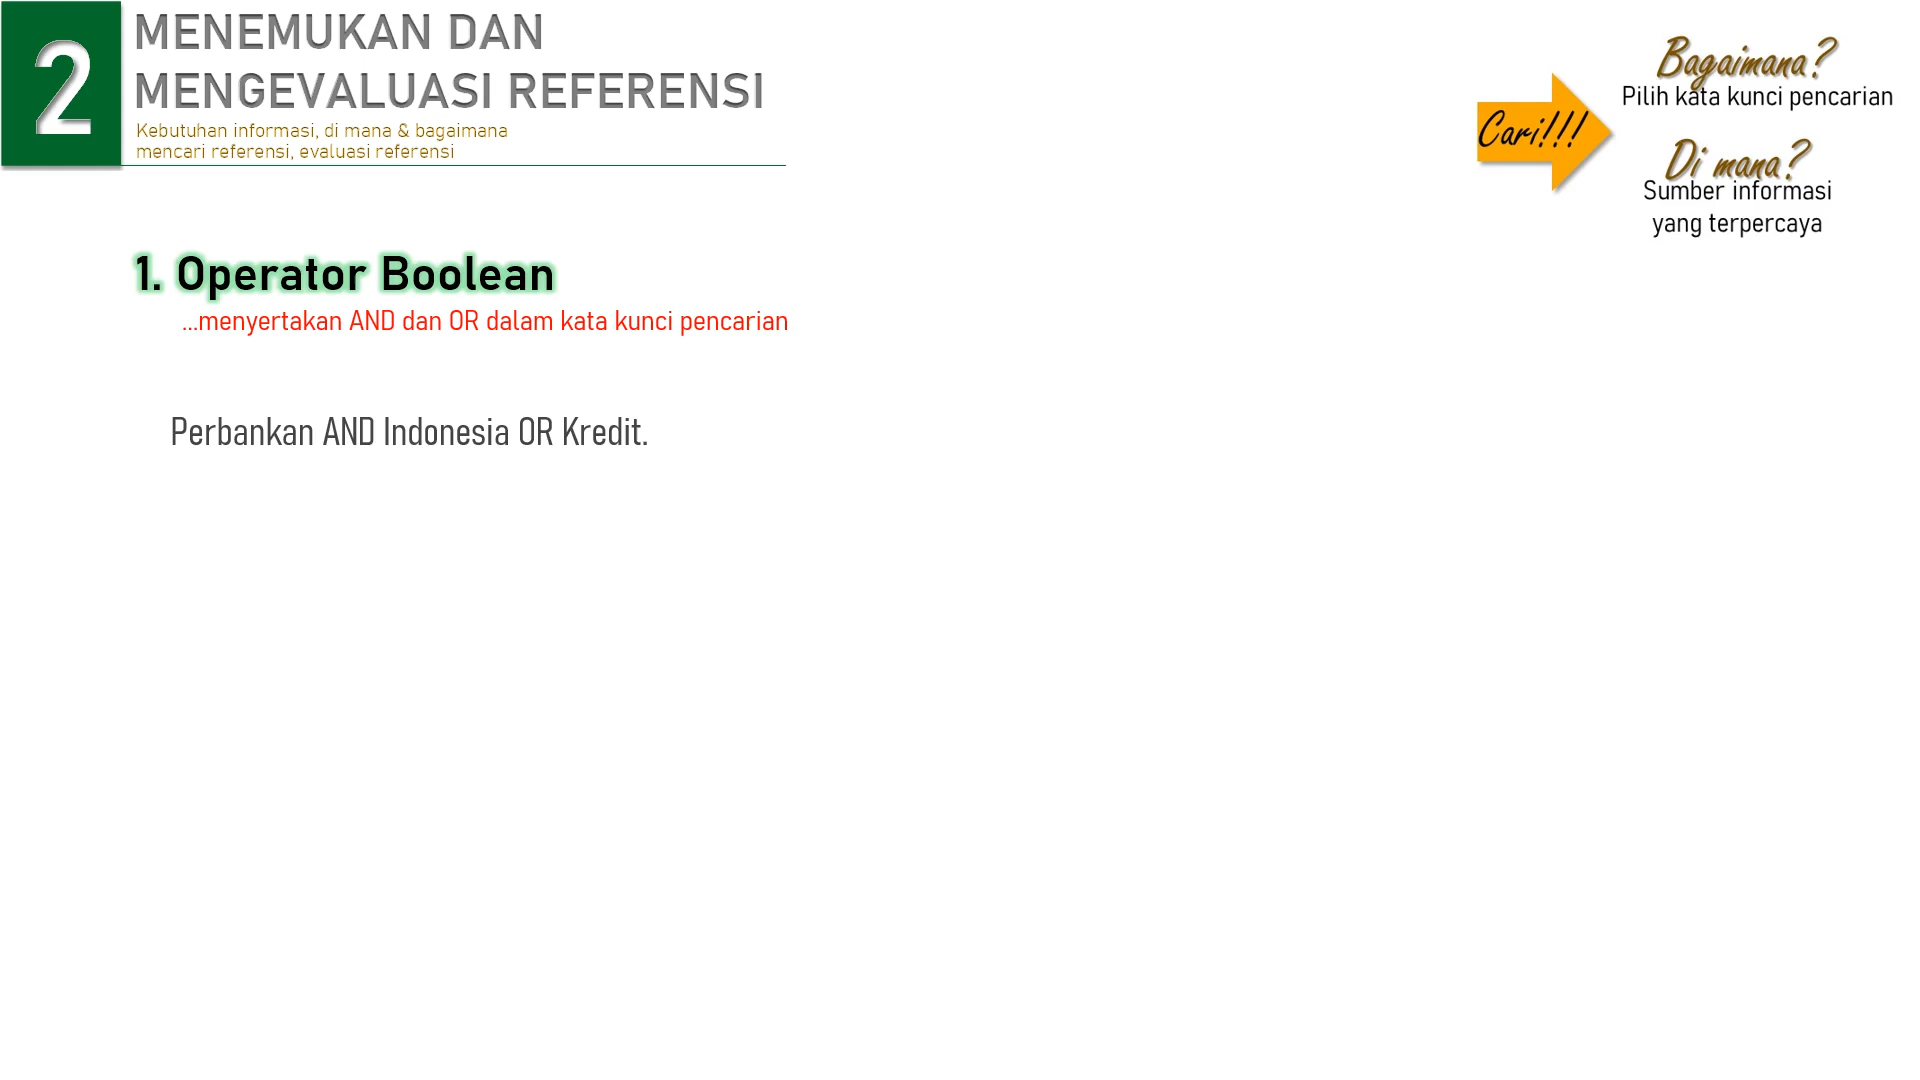 2
MENEMUKAN DAN
MENGEVALUASI REFERENSI
Kebutuhan informasi, di mana & bagaimana
mencari referensi, evaluasi referensi
Cari!!!
Bagaimana?
Pilih kata kunci pencarian
Di mana?
Sumber informasi
yang terpercaya
1. Operator Boolean
...menyertakan AND dan OR dalam kata kunci pencarian
Perbankan AND Indonesia OR Kredit.